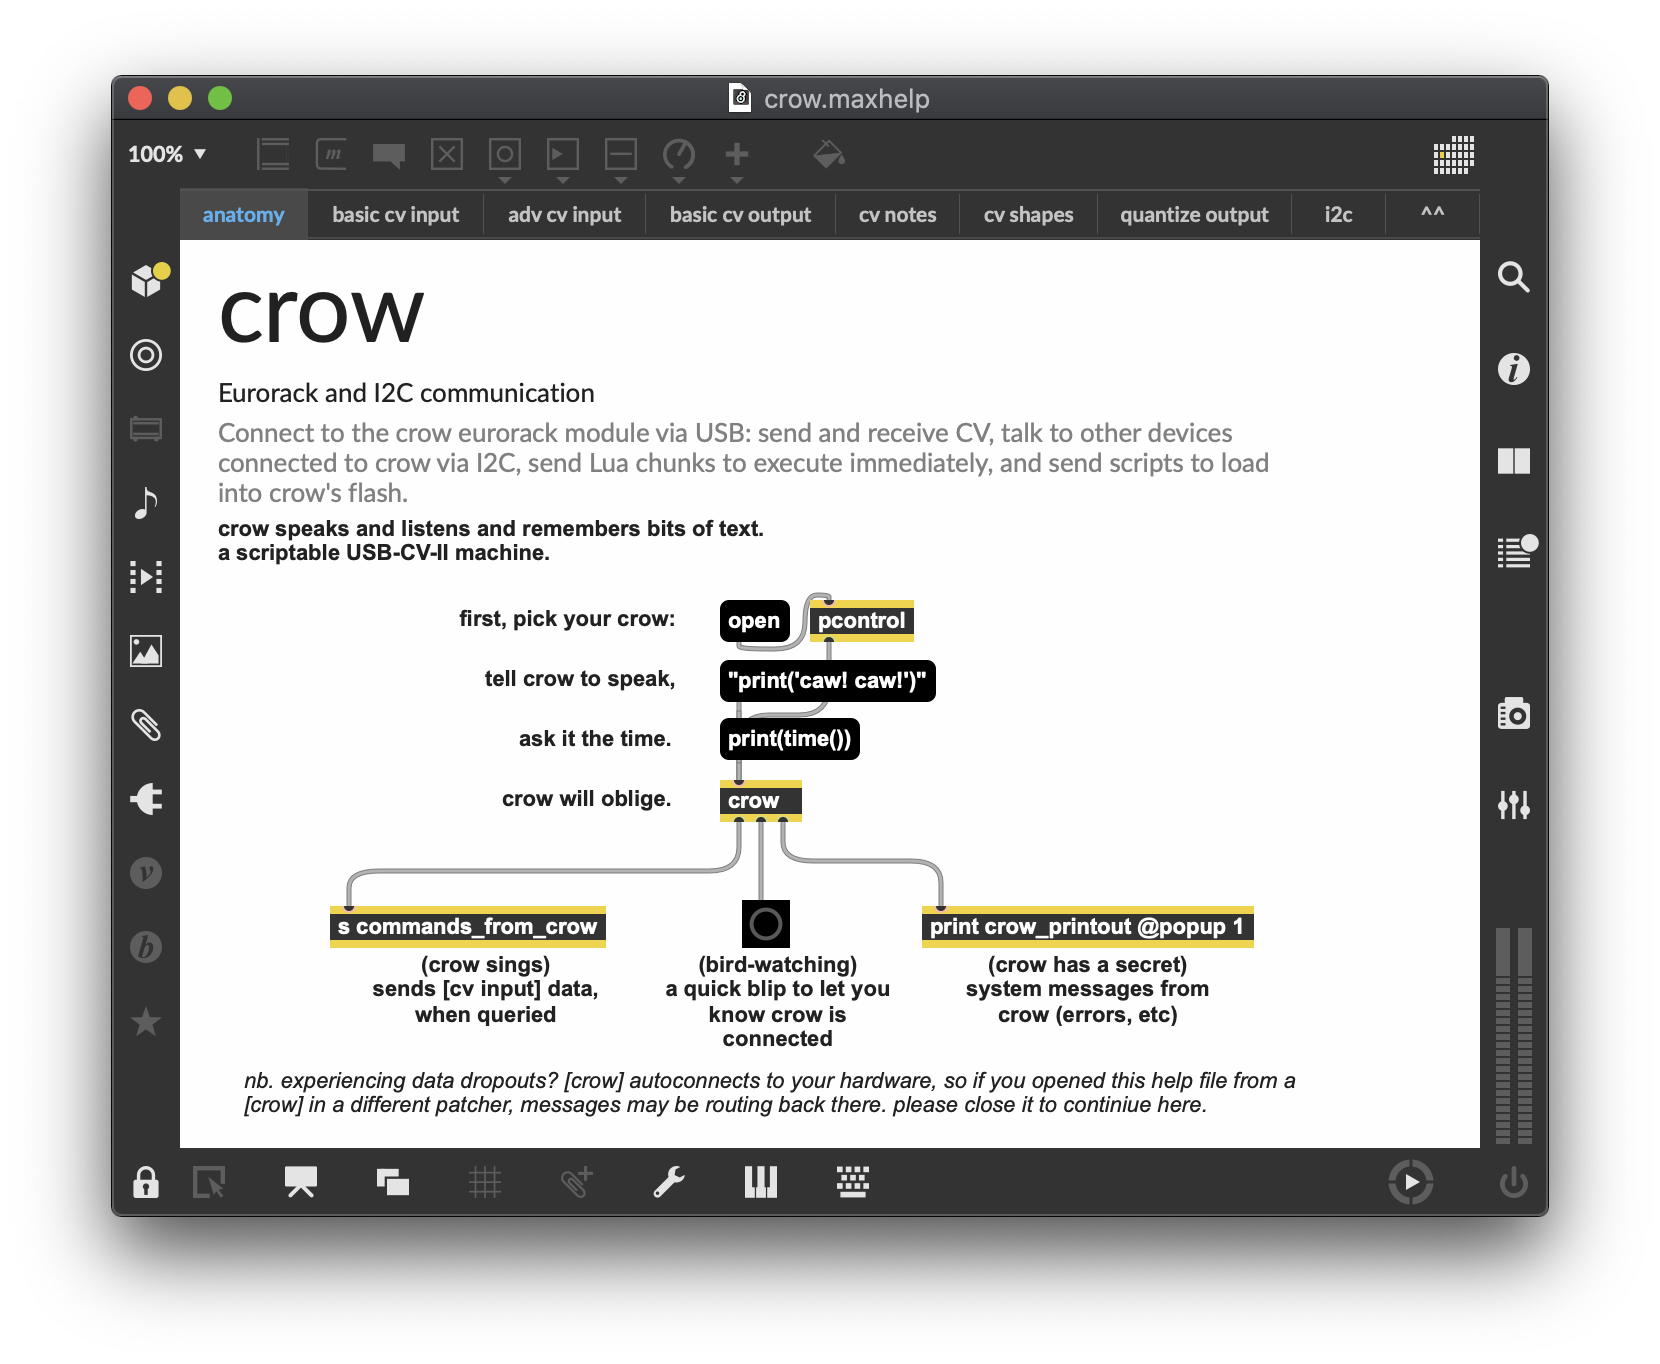 crow.maxhelp
100%
anatomy
basic cv input
adv cv input
basic cv output
cv notes
cv shapes
quantize output
i2c
^^
crow
Eurorack and I2C communication
Connect to the crow eurorack module via USB: send and receive CV, talk to other devices
connected to crow via I2C, send Lua chunks to execute immediately, and send scripts to load
into crow's flash.
crow speaks and listens and remembers bits of text.
a scriptable USB-CV-II machine.
first, pick your crow:
open
pcontrol
tell crow to speak,
"print('caw! caw!')"
ask it the time.
print(time())
crow will oblige.
crow
s commands_from_crow
(crow sings)
sends [cv input] data,
when queried
(bird-watching)
a quick blip to let you
know crow is
connected
print crow_printout @popup 1
(crow has a secret)
system messages from
crow (errors, etc)
nb. experiencing data dropouts? [crow] autoconnects to your hardware, so if you opened this help file from a
[crow] in a different patcher, messages may be routing back there. please close it to continiue here.